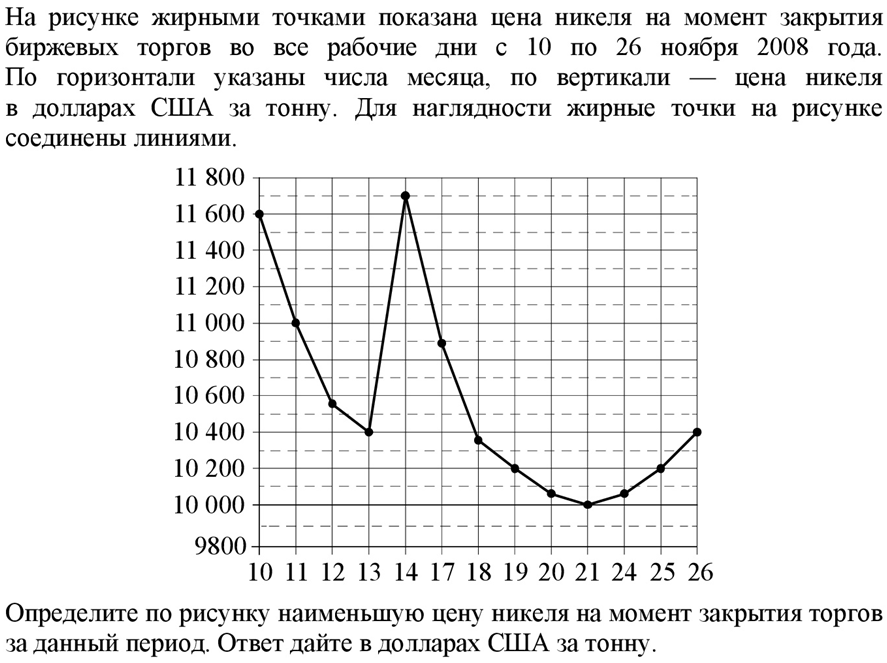 На рисунке жирными точками показана цена никеля на момент закрытия
биржевых торгов во все рабочие дни с 10 по 26 ноября 2008 года.
По горизонтали указаны числа месяца, по вертикали — цена никеля
в долларах США за тонну. Для наглядности жирные точки на рисунке
соединены линиями.
11 800
11 600
11 400
11 200
11 000
10 800
10 600
10 400
10 200
10 000
9800
10 11 12 13 14 17 18 19 20 21 24 25 26
Определите по рисунку наименьшую цену никеля на момент закрытия торгов
за данный период. Ответ дайте в долларах США за тонну.